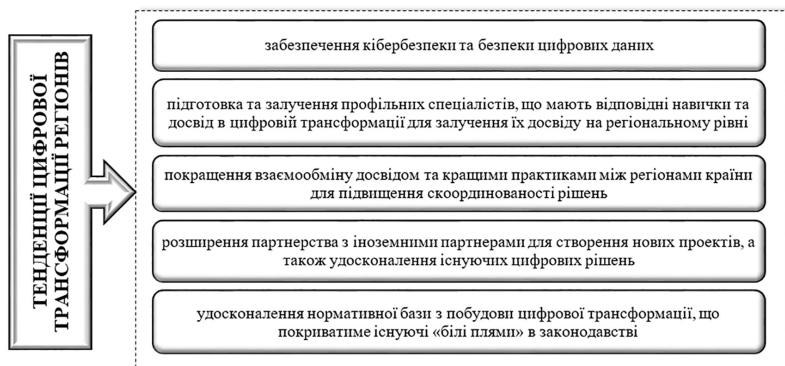 ТЕНДЕНЦІЇ ЦИФРОВОЇ
ТРАНСФОРМАЦІЇ РЕГІОНІВ
забезпечення кібербезпеки та безпеки цифрових даних
підготовка та залучення профільних спеціалістів, що мають відповідні навички та
досвід в цифровій трансформації для залучення їх досвіду на регіональному рівні
покращення взаємообміну досвідом та кращими практиками між регіонами країни
для підвищення скоординованості рішень
розширення партнерства з іноземними партнерами для створення нових проектів, а
також удосконалення існуючих цифрових рішень
удосконалення нормативної бази з побудови цифрової трансформації, що
покриватиме існуючі «білі плями» в законодавстві